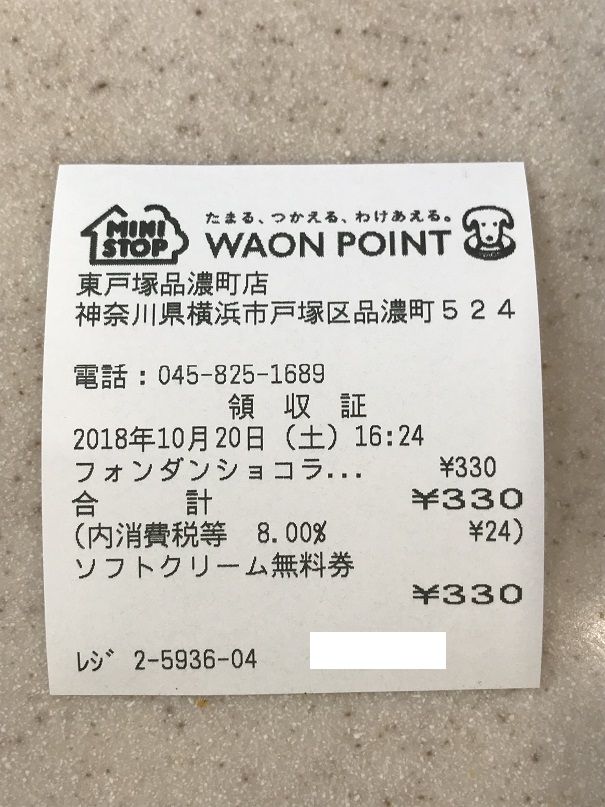 MINI STOP
たまる、つかえる、わけあえる。
WAON POINT
東戸塚品濃町店
神奈川県横浜市戸塚区品濃町５２４
電話：045-825-1689
領 収 証
2018年10月20日（土）16:24
フォンダンショコラ... ¥330
合 計 ¥330
(内消費税等 8.00% ¥24)
ソフトクリーム無料券
¥330
ﾚｼﾞ 2-5936-04